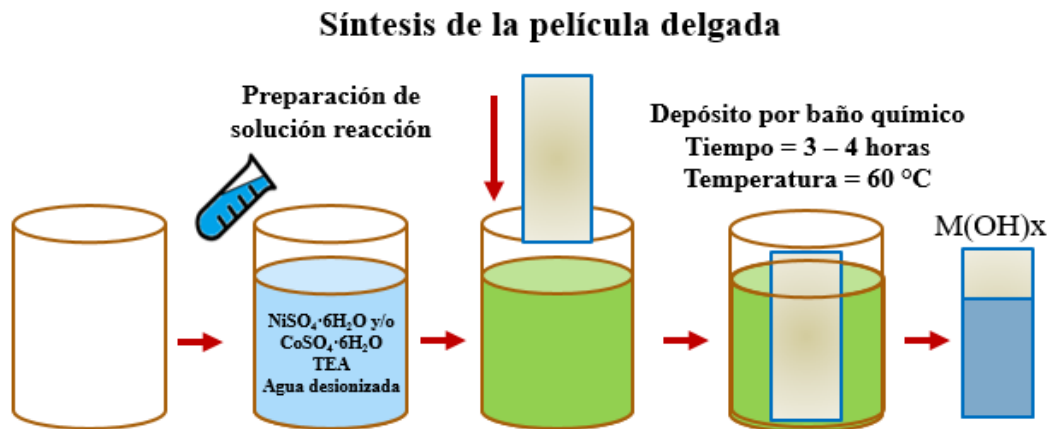 Síntesis de la película delgada
Preparación de
solución reacción
NiSO₄·6H₂O y/o
CoSO₄·6H₂O
TEA
Agua desionizada
Depósito por baño químico
Tiempo = 3 – 4 horas
Temperatura = 60 °C
M(OH)x